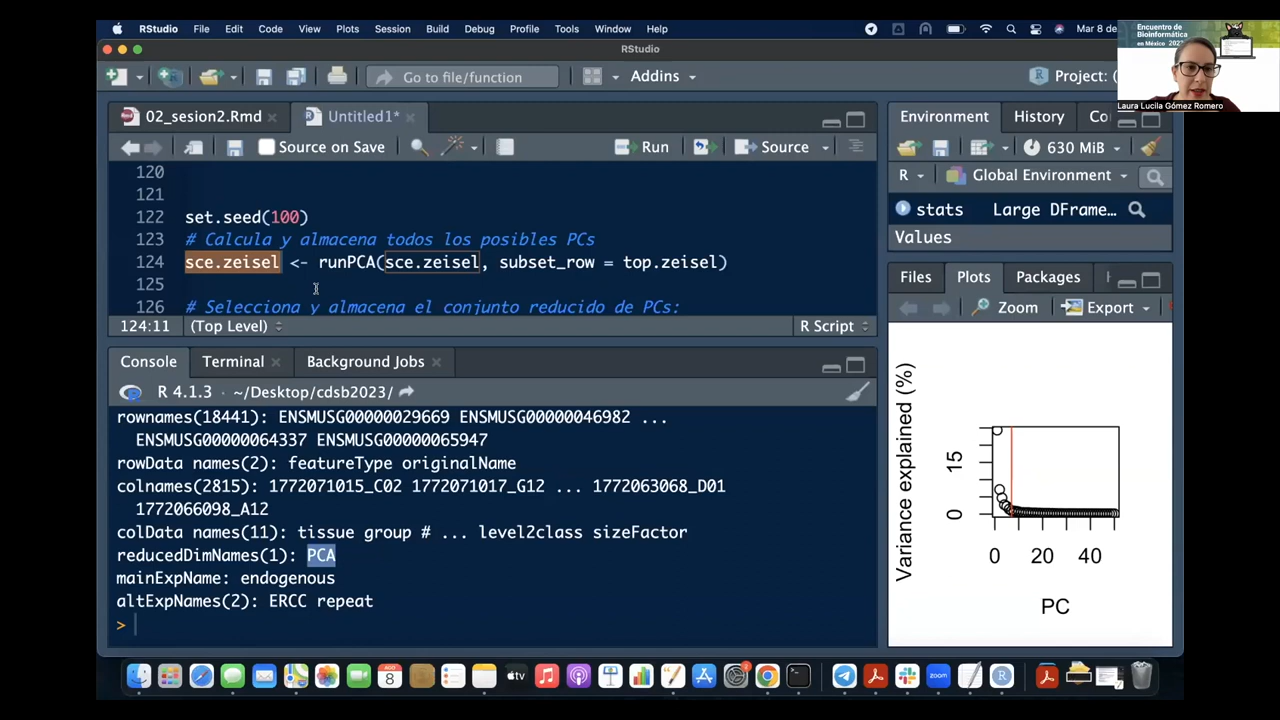 RStudio File Edit Code View Plots Session Build Debug Profile Tools Window Help Mar 8 de
RStudio
Go to file/function Addins Project: (
Encuentro de
Bioinformática
en México
Laura Lucila Gómez Romero
02_sesion2.Rmd Untitled1*
Source on Save Run Source
120
121
122 set.seed(100)
123 # Calcula y almacena todos los posibles PCs
124 sce.zeisel <- runPCA(sce.zeisel, subset_row = top.zeisel)
125
126 # Selecciona y almacena el conjunto reducido de PCs:
124:11 (Top Level) R Script
Console Terminal Background Jobs
R 4.1.3 · ~/Desktop/cdsb2023/
rownames(18441): ENSMUSG00000029669 ENSMUSG00000046982 ...
ENSMUSG00000064337 ENSMUSG00000065947
rowData names(2): featureType originalName
colnames(2815): 1772071015_C02 1772071017_G12 ... 1772063068_D01
1772066098_A12
colData names(11): tissue group # ... level2class sizeFactor
reducedDimNames(1): PCA
mainExpName: endogenous
altExpNames(2): ERCC repeat
>
Environment History Co
630 MiB
R Global Environment
stats Large DFrame…
Values
Files Plots Packages
Zoom Export
Variance explained (%)
15
0
0 20 40
PC
8
tv
zoom